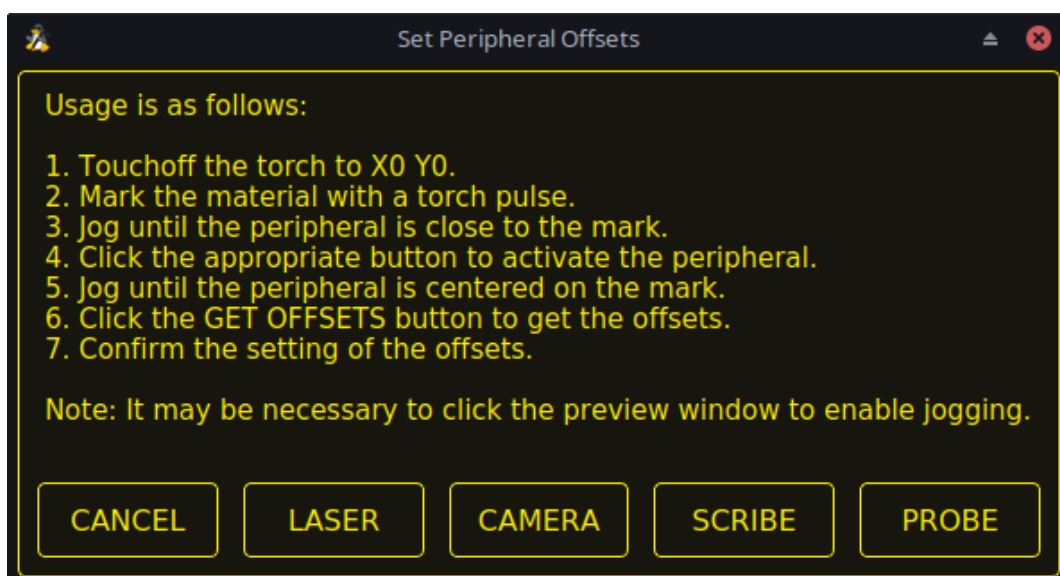 Set Peripheral Offsets
Usage is as follows:
1. Touchoff the torch to X0 Y0.
2. Mark the material with a torch pulse.
3. Jog until the peripheral is close to the mark.
4. Click the appropriate button to activate the peripheral.
5. Jog until the peripheral is centered on the mark.
6. Click the GET OFFSETS button to get the offsets.
7. Confirm the setting of the offsets.
Note: It may be necessary to click the preview window to enable jogging.
CANCEL LASER CAMERA SCRIBE PROBE